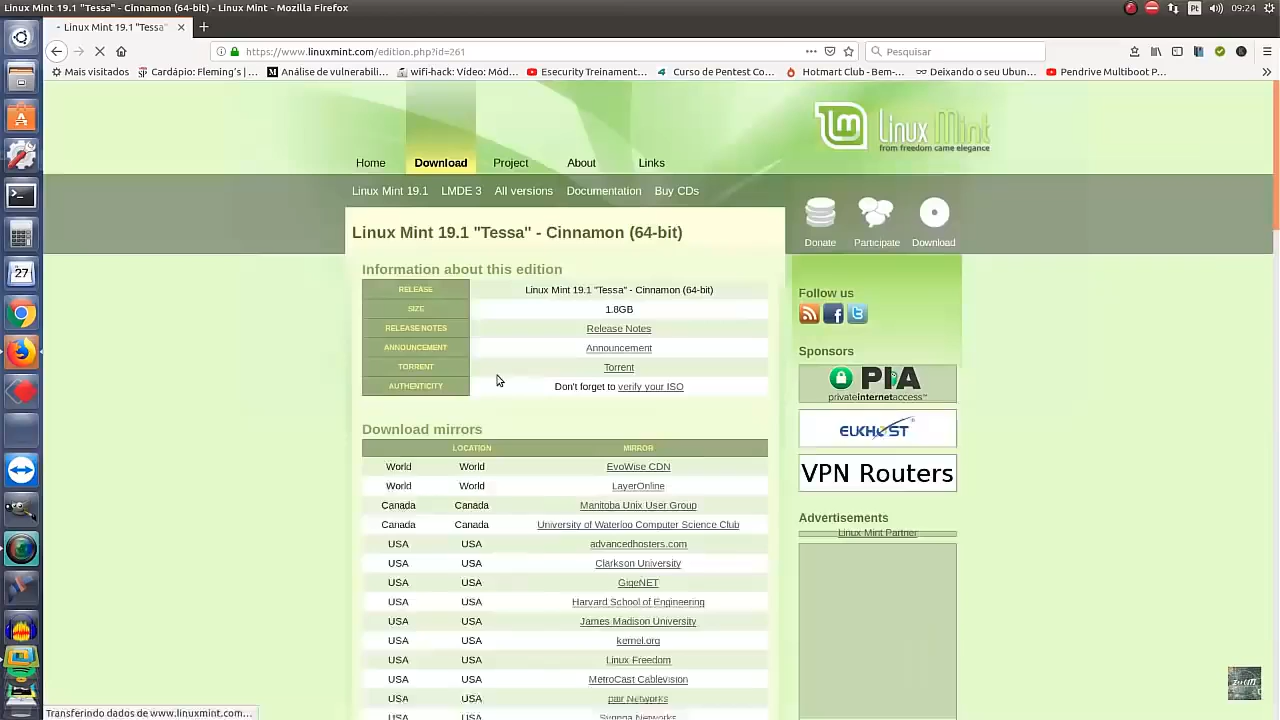 Linux Mint 19.1 "Tessa" - Cinnamon (64-bit) - Linux Mint - Mozilla Firefox
Pt
09:24
Linux Mint 19.1 "Tessa"
https://www.linuxmint.com/edition.php?id=261
Pesquisar
Mais visitados
Cardápio: Fleming's | ...
Análise de vulnerabili...
wifi-hack: Vídeo: Mód...
Esecurity Treinament...
Curso de Pentest Co...
Hotmart Club - Bem-...
Deixando o seu Ubun...
Pendrive Multiboot P...
Linux Mint
from freedom came elegance
Home
Download
Project
About
Links
Linux Mint 19.1
LMDE 3
All versions
Documentation
Buy CDs
Donate
Participate
Download
Linux Mint 19.1 "Tessa" - Cinnamon (64-bit)
Information about this edition
RELEASE Linux Mint 19.1 "Tessa" - Cinnamon (64-bit)
SIZE 1.8GB
RELEASE NOTES Release Notes
ANNOUNCEMENT Announcement
TORRENT Torrent
AUTHENTICITY Don't forget to verify your ISO
Download mirrors
LOCATION MIRROR
World World EvoWise CDN
World World LayerOnline
Canada Canada Manitoba Unix User Group
Canada Canada University of Waterloo Computer Science Club
USA USA advancedhosters.com
USA USA Clarkson University
USA USA GigeNET
USA USA Harvard School of Engineering
USA USA James Madison University
USA USA kernel.org
USA USA Linux Freedom
USA USA MetroCast Cablevision
USA USA pair Networks
USA USA Syringa Networks
Follow us
Sponsors
PIA
privateinternetaccess™
EUKHOST
VPN Routers
Advertisements
Linux Mint Partner
27
Transferindo dados de www.linuxmint.com...